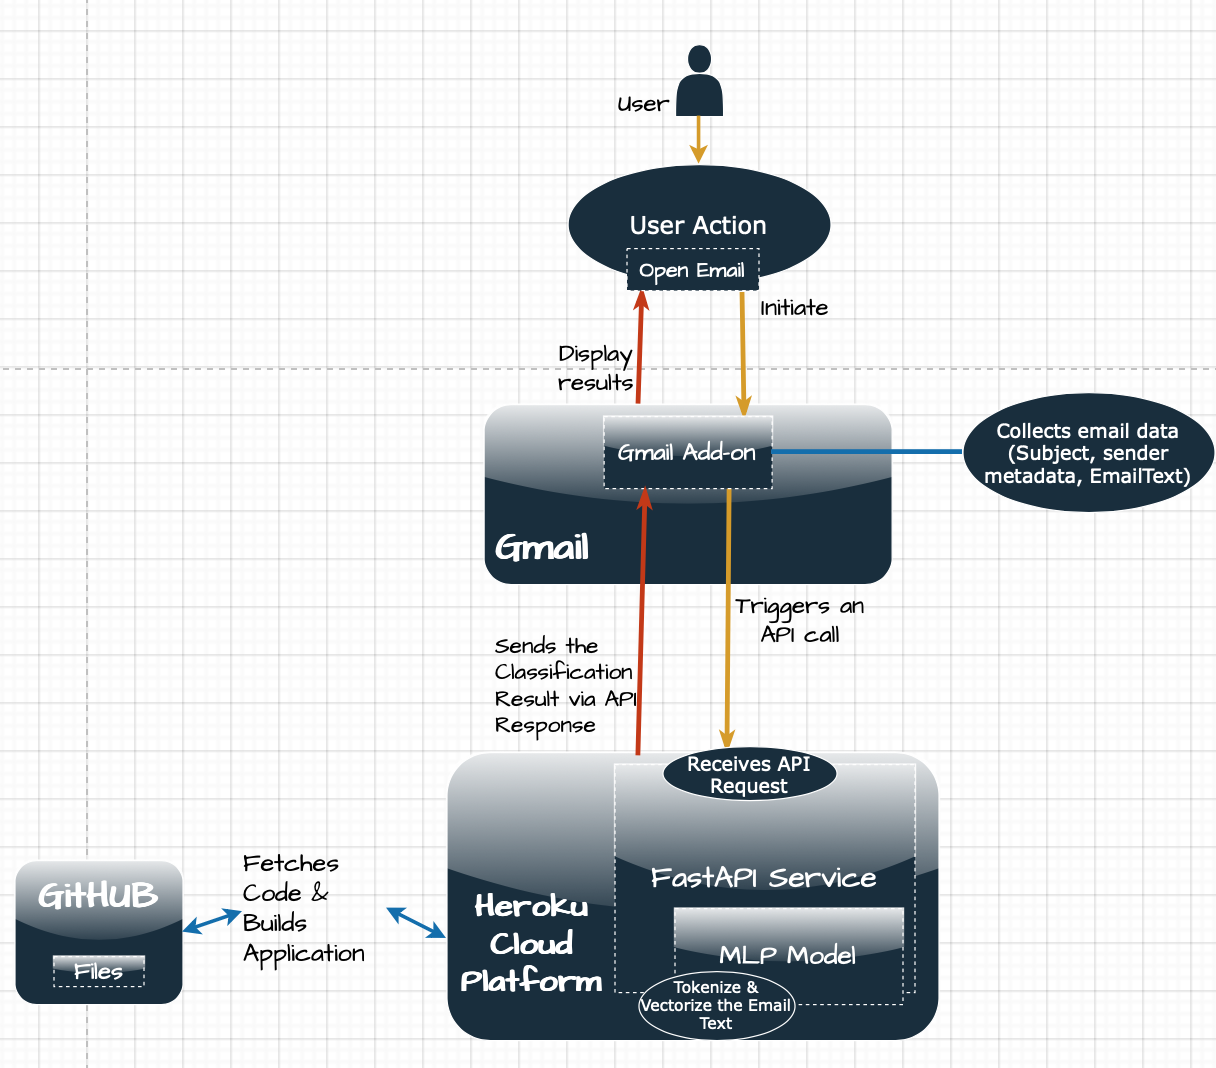 User
User Action
Open Email
Initiate
Display
results
Gmail Add-on
Collects email data
(Subject, sender
metadata, EmailText)
Gmail
Triggers an
API call
Sends the
Classification
Result via API
Response
Receives API
Request
Fetches
Code &
Builds
Application
GitHUB
Files
FastAPI Service
Heroku
Cloud
Platform
MLP Model
Tokenize &
Vectorize the Email
Text